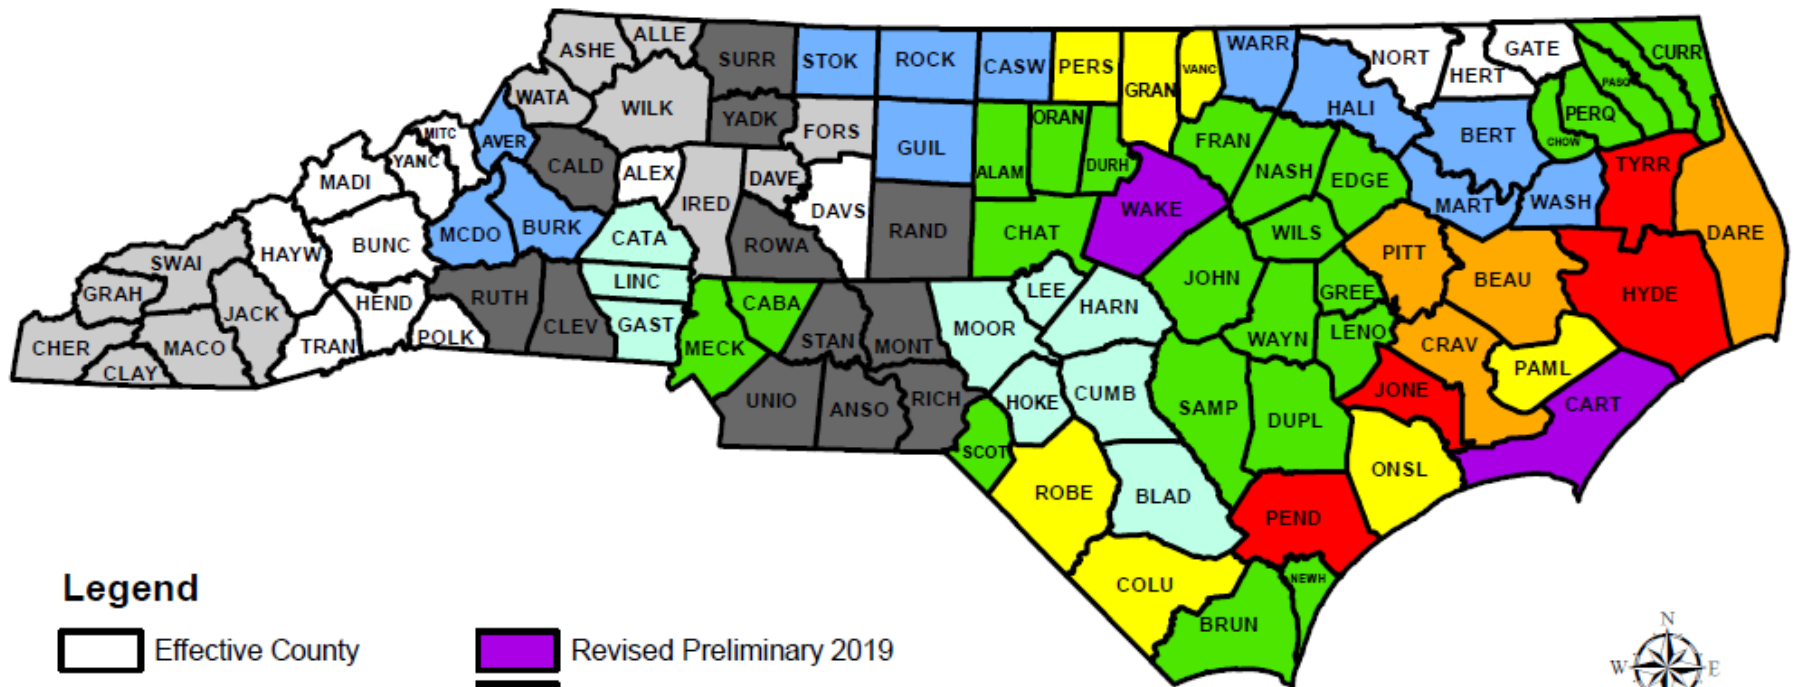 ASHE
ALLE
SURR
STOK
ROCK
CASW
PERS
GRAN
VANC
WARR
NORT
HERT
GATE
CURR
PASQ
PERQ
CHOW
WATA
WILK
YADK
FORS
GUIL
ALAM
ORAN
DURH
FRAN
HALI
BERT
MITC
AVER
YANC
MADI
CALD
ALEX
IRED
DAVE
DAVS
RAND
CHAT
WAKE
NASH
EDGE
MART
WASH
TYRR
DARE
SWAI
HAYW
BUNC
MCDO
BURK
CATA
ROWA
JOHN
WILS
PITT
BEAU
HYDE
GRAH
JACK
HEND
RUTH
CLEV
LINC
GAST
CABA
MECK
STAN
MONT
MOOR
LEE
HARN
WAYN
GREE
LENO
CRAV
PAML
CHER
MACO
CLAY
TRAN
POLK
UNIO
ANSO
RICH
HOKE
CUMB
SAMP
DUPL
JONE
CART
SCOT
ROBE
BLAD
PEND
ONSL
COLU
BRUN
NEWH
Legend
Effective County
Revised Preliminary 2019
N
W E